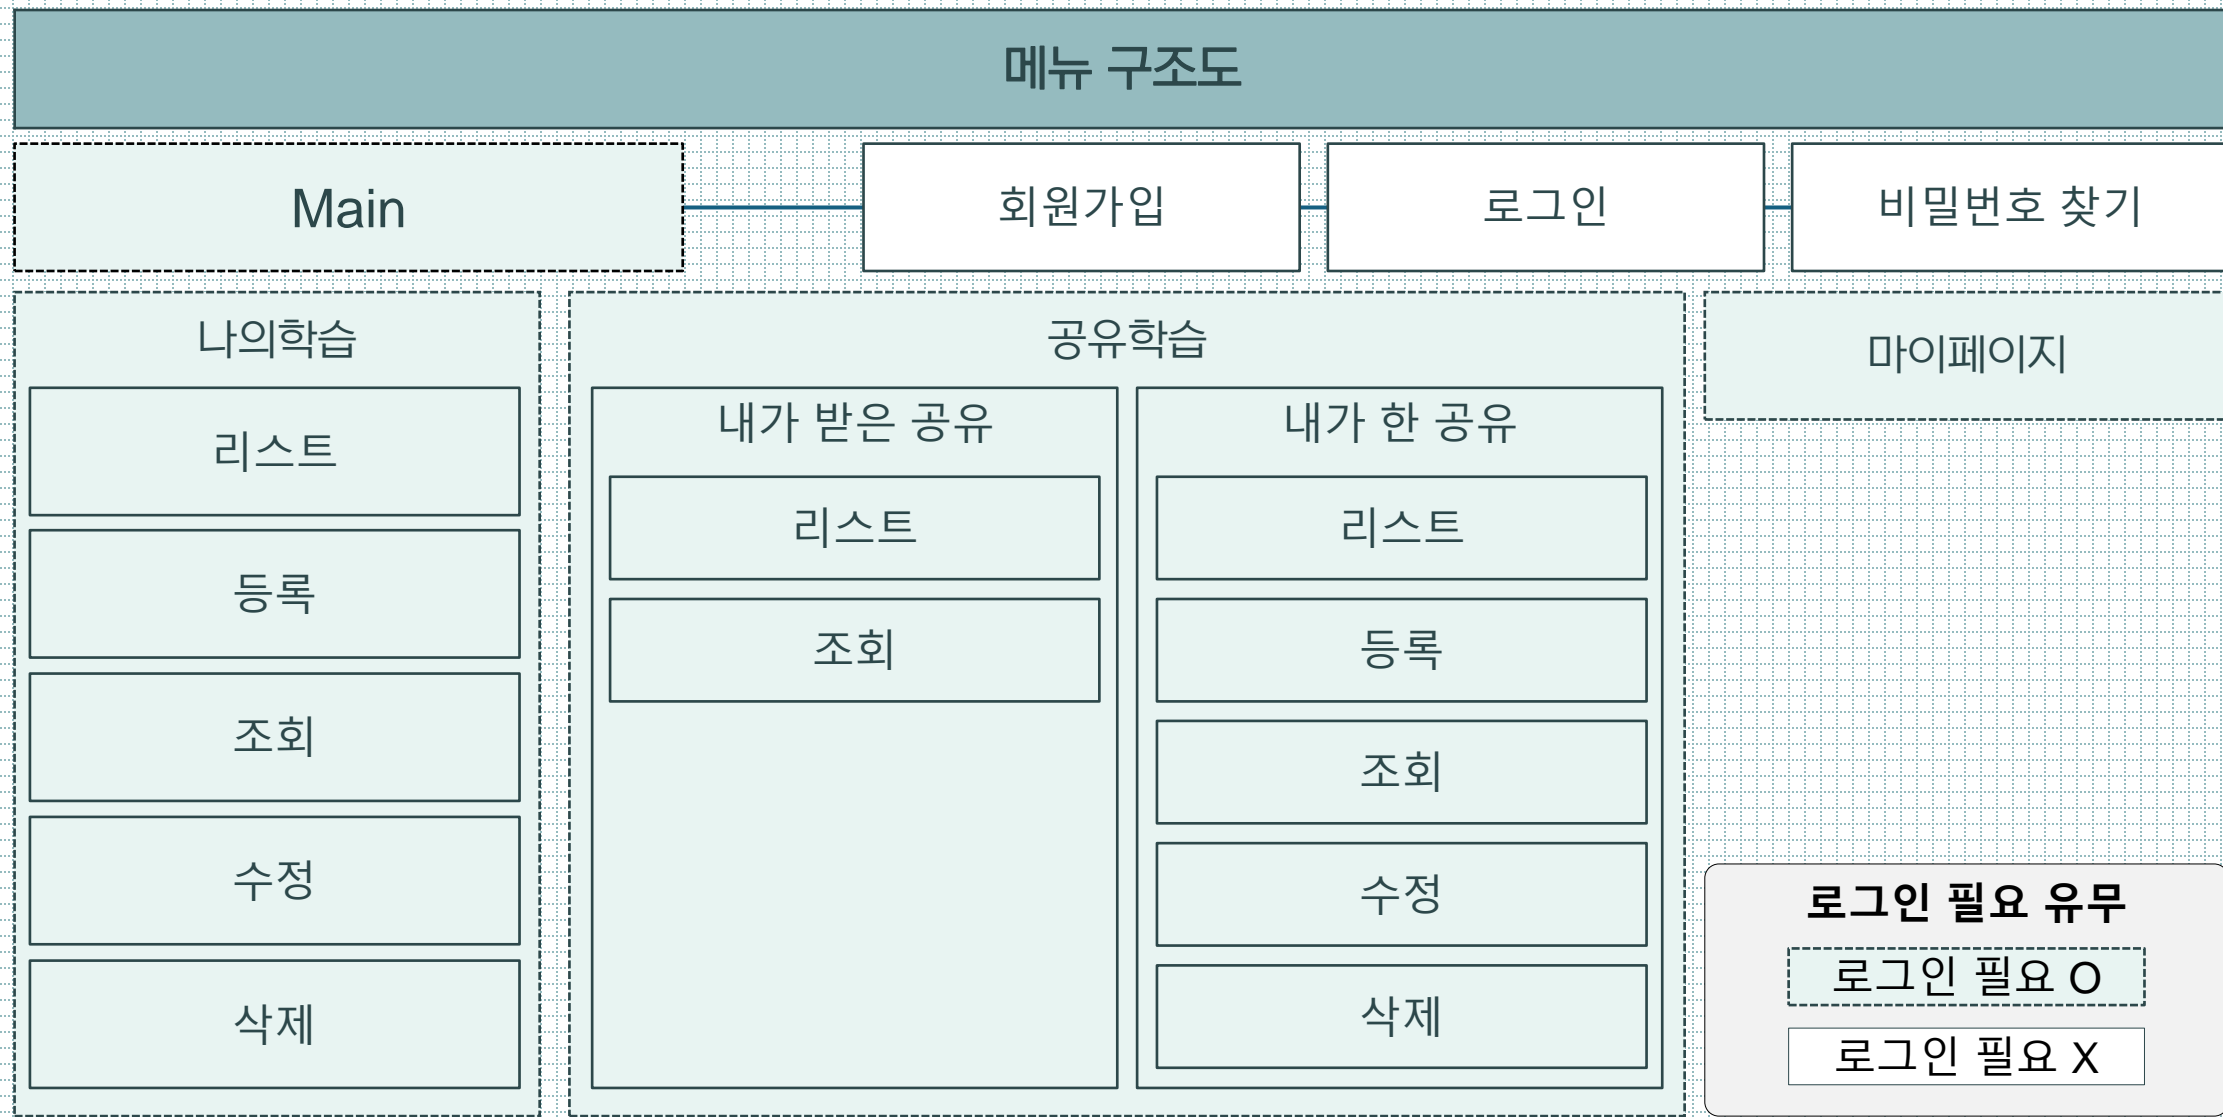 메뉴 구조도
Main
회원가입
로그인
비밀번호 찾기
나의학습
리스트
등록
조회
수정
삭제
공유학습
내가 받은 공유
리스트
조회
내가 한 공유
리스트
등록
조회
수정
삭제
마이페이지
로그인 필요 유무
로그인 필요 O
로그인 필요 X